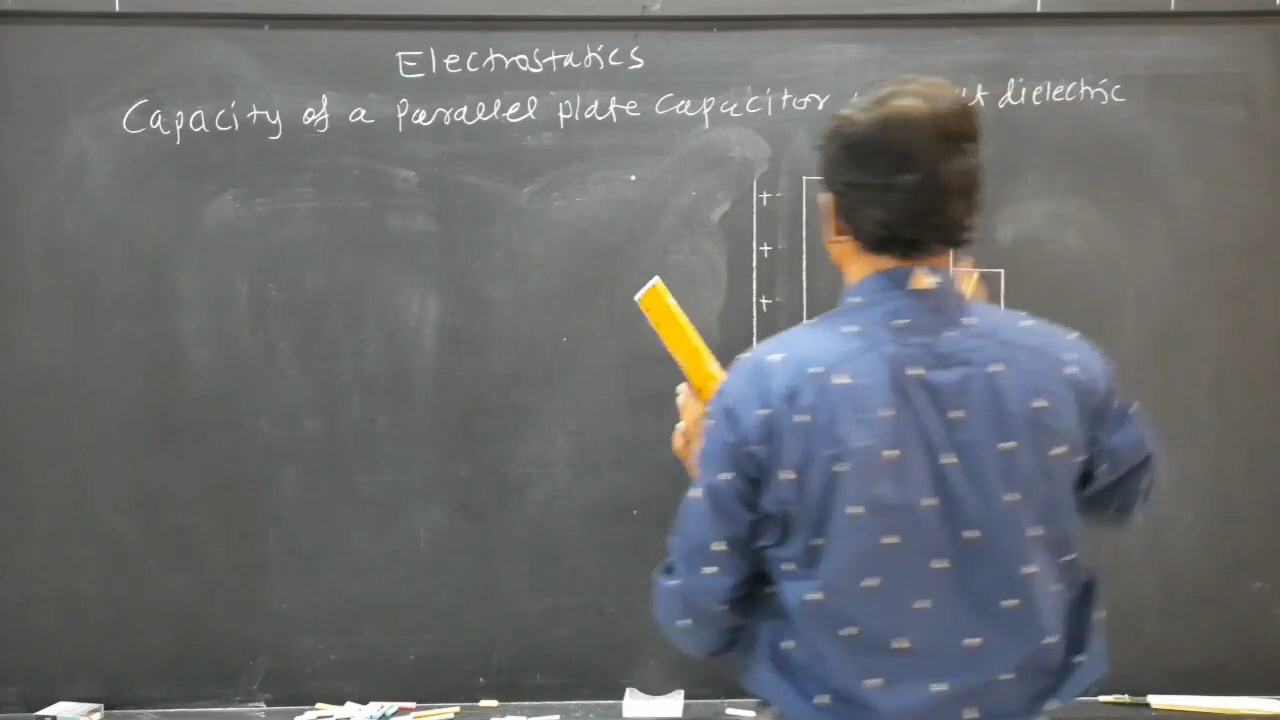 Electrostatics
Capacity of a parallel plate capacitor dielectric
+
+
+